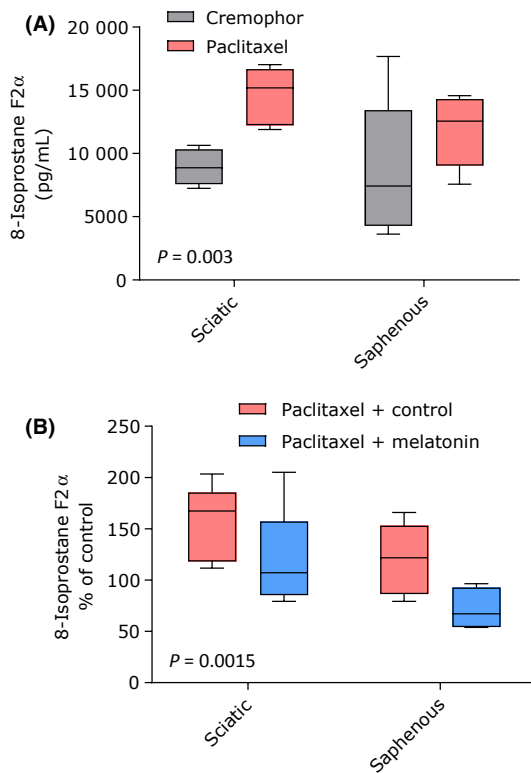 (A)
Cremophor
Paclitaxel
8-Isoprostane F2α
(pg/mL)
20 000
15 000
10 000
5000
0
P = 0.003
Sciatic
Saphenous
(B)
Paclitaxel + control
Paclitaxel + melatonin
8-Isoprostane F2α
% of control
250
200
150
100
50
0
P = 0.0015
Sciatic
Saphenous